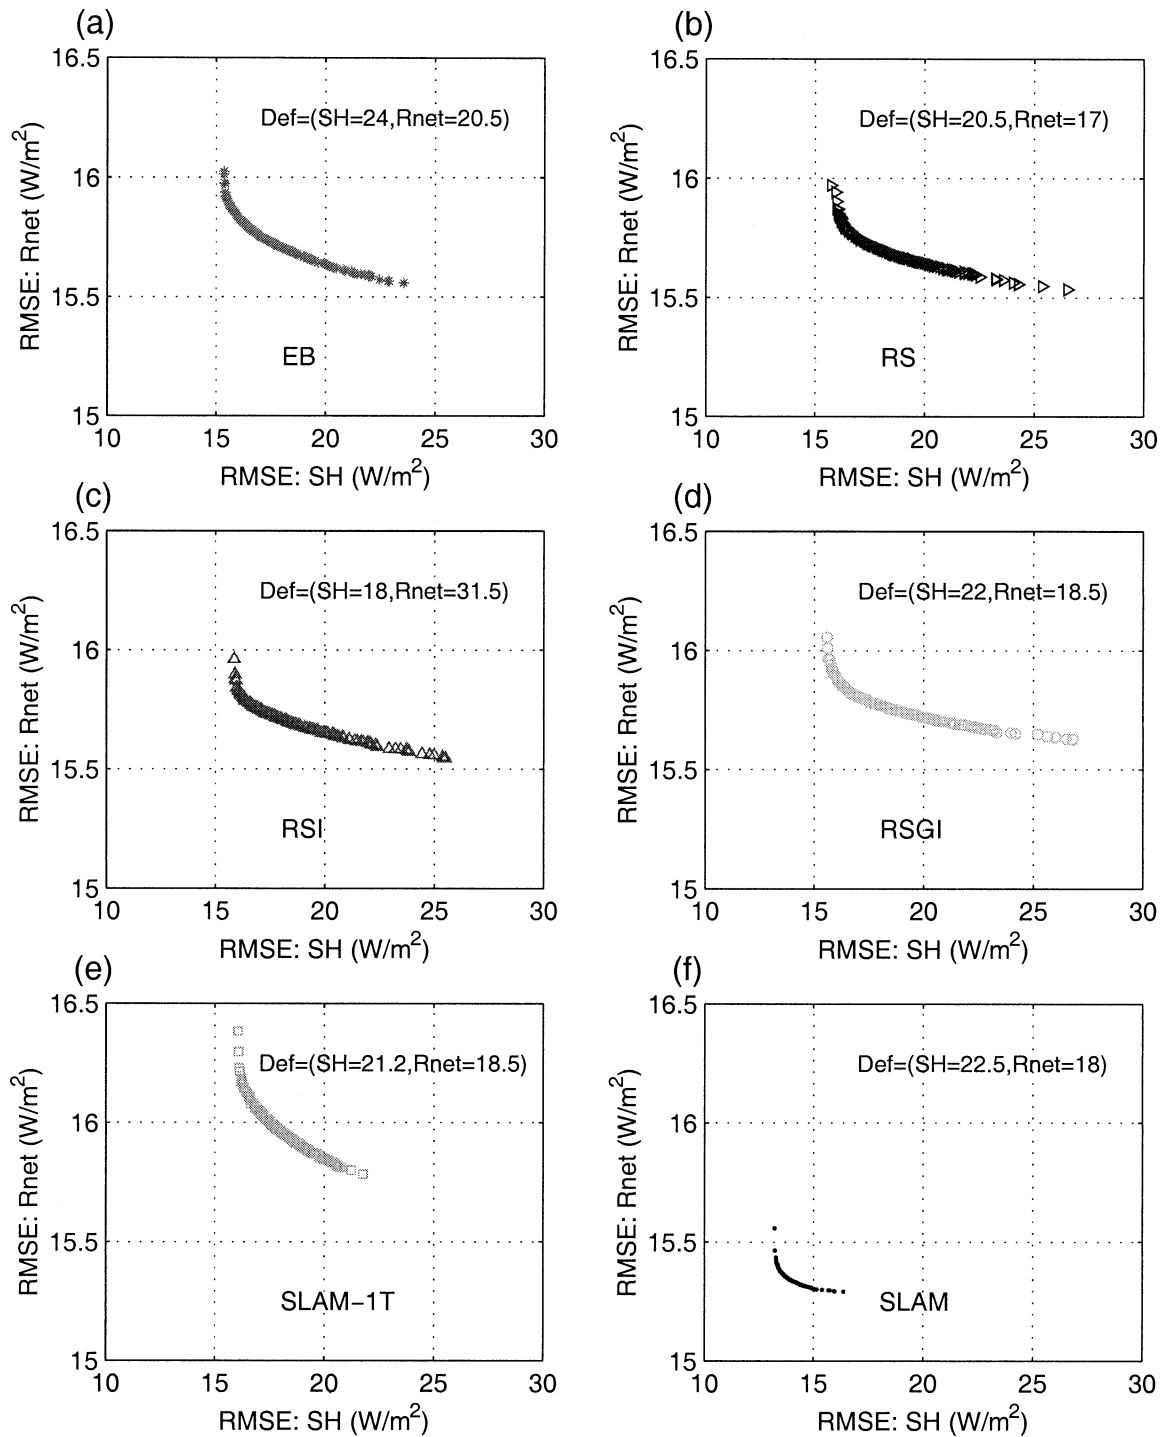 (a)
16.5
16
15.5
15
RMSE: Rnet (W/m²)
Def=(SH=24,Rnet=20.5)
EB
10 15 20 25 30
RMSE: SH (W/m²)
(b)
16.5
16
15.5
15
RMSE: Rnet (W/m²)
Def=(SH=20.5,Rnet=17)
RS
10 15 20 25 30
RMSE: SH (W/m²)
(c)
16.5
16
15.5
15
RMSE: Rnet (W/m²)
Def=(SH=18,Rnet=31.5)
RSI
10 15 20 25 30
RMSE: SH (W/m²)
(d)
16.5
16
15.5
15
RMSE: Rnet (W/m²)
Def=(SH=22,Rnet=18.5)
RSGI
10 15 20 25 30
RMSE: SH (W/m²)
(e)
16.5
16
15.5
15
RMSE: Rnet (W/m²)
Def=(SH=21.2,Rnet=18.5)
SLAM−1T
10 15 20 25 30
RMSE: SH (W/m²)
(f)
16.5
16
15.5
15
RMSE: Rnet (W/m²)
Def=(SH=22.5,Rnet=18)
SLAM
10 15 20 25 30
RMSE: SH (W/m²)